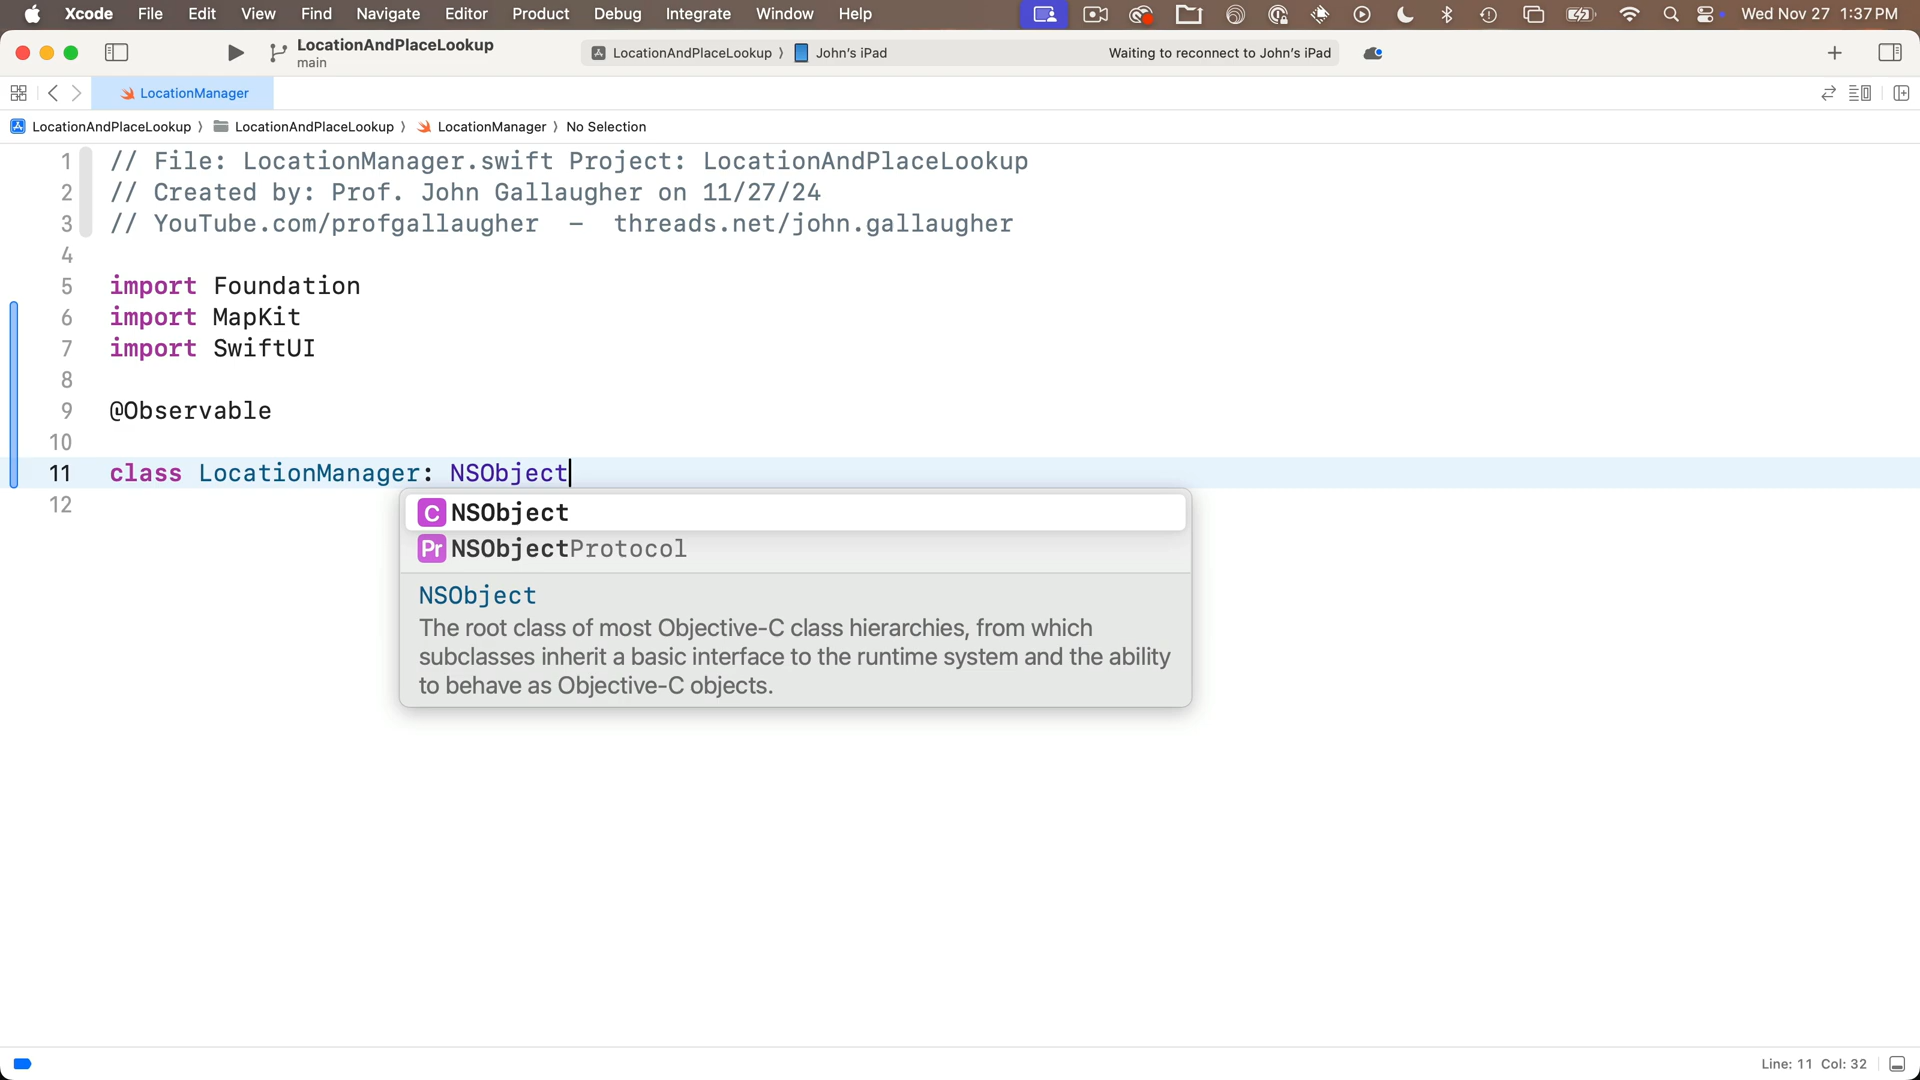 Xcode File Edit View Find Navigate Editor Product Debug Integrate Window Help Wed Nov 27 1:37 PM
LocationAndPlaceLookup
main
LocationAndPlaceLookup 〉 John's iPad Waiting to reconnect to John's iPad
LocationManager
LocationAndPlaceLookup 〉 LocationAndPlaceLookup 〉 LocationManager 〉 No Selection
1 // File: LocationManager.swift Project: LocationAndPlaceLookup
2 // Created by: Prof. John Gallaugher on 11/27/24
3 // YouTube.com/profgallaugher – threads.net/john.gallaugher
4
5 import Foundation
6 import MapKit
7 import SwiftUI
8
9 @Observable
10
11 class LocationManager: NSObject
12
C NSObject
Pr NSObjectProtocol
NSObject
The root class of most Objective-C class hierarchies, from which
subclasses inherit a basic interface to the runtime system and the ability
to behave as Objective-C objects.
Line: 11 Col: 32